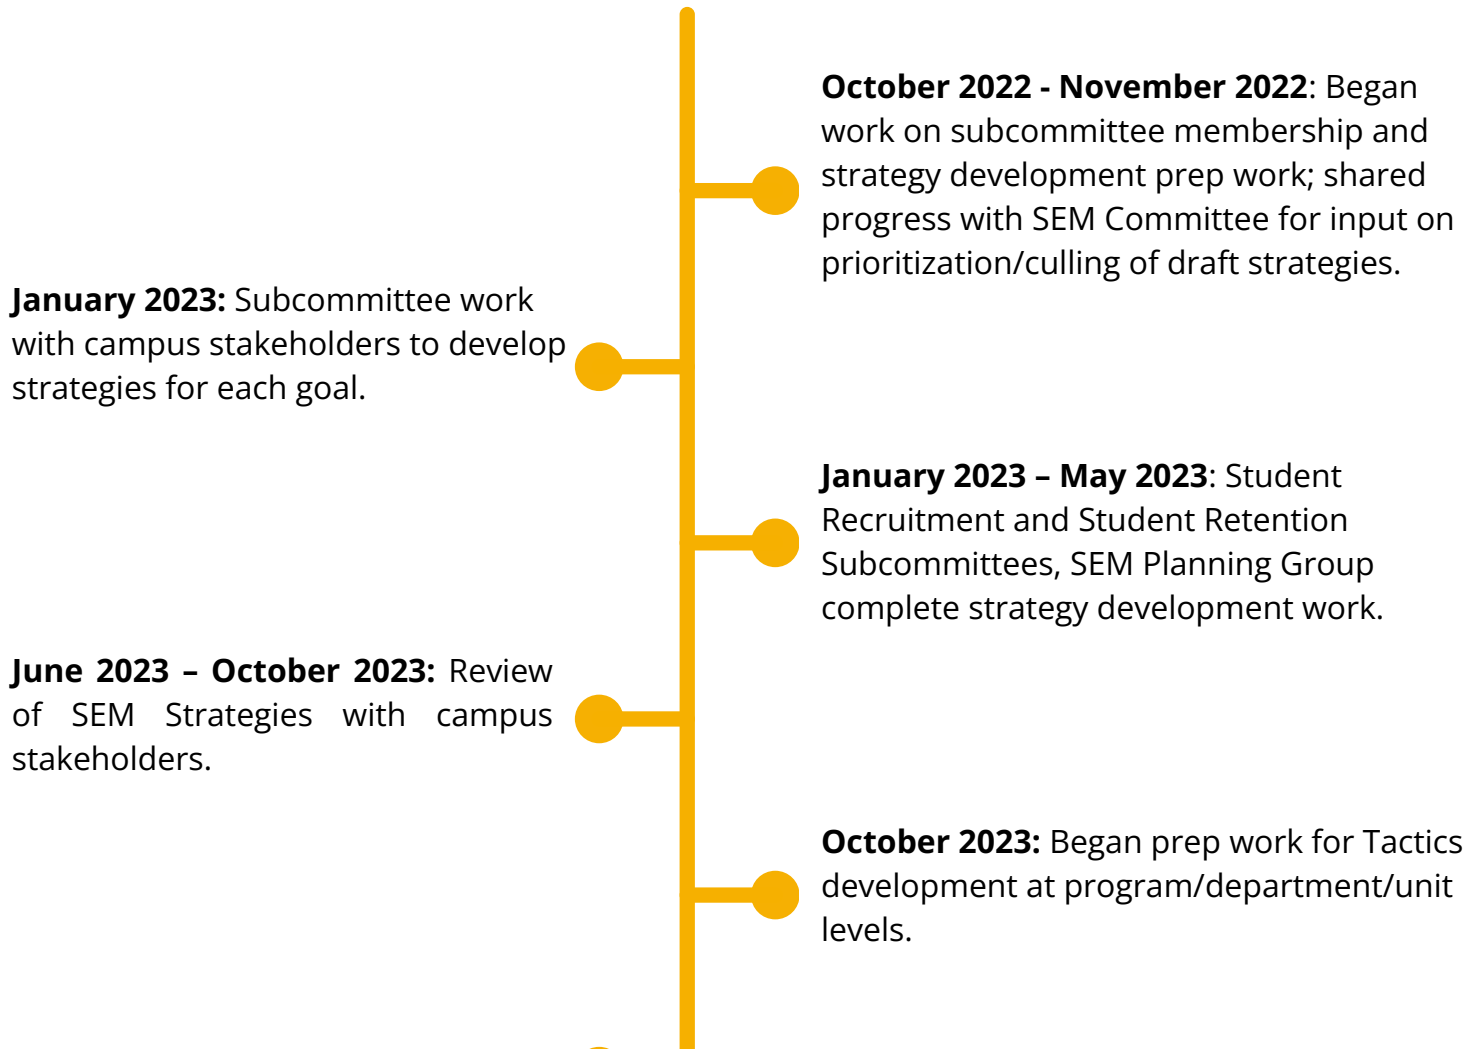 October 2022 - November 2022: Began
work on subcommittee membership and
strategy development prep work; shared
progress with SEM Committee for input on
prioritization/culling of draft strategies.
January 2023: Subcommittee work
with campus stakeholders to develop
strategies for each goal.
January 2023 – May 2023: Student
Recruitment and Student Retention
Subcommittees, SEM Planning Group
complete strategy development work.
June 2023 – October 2023: Review
of SEM Strategies with campus
stakeholders.
October 2023: Began prep work for Tactics
development at program/department/unit
levels.